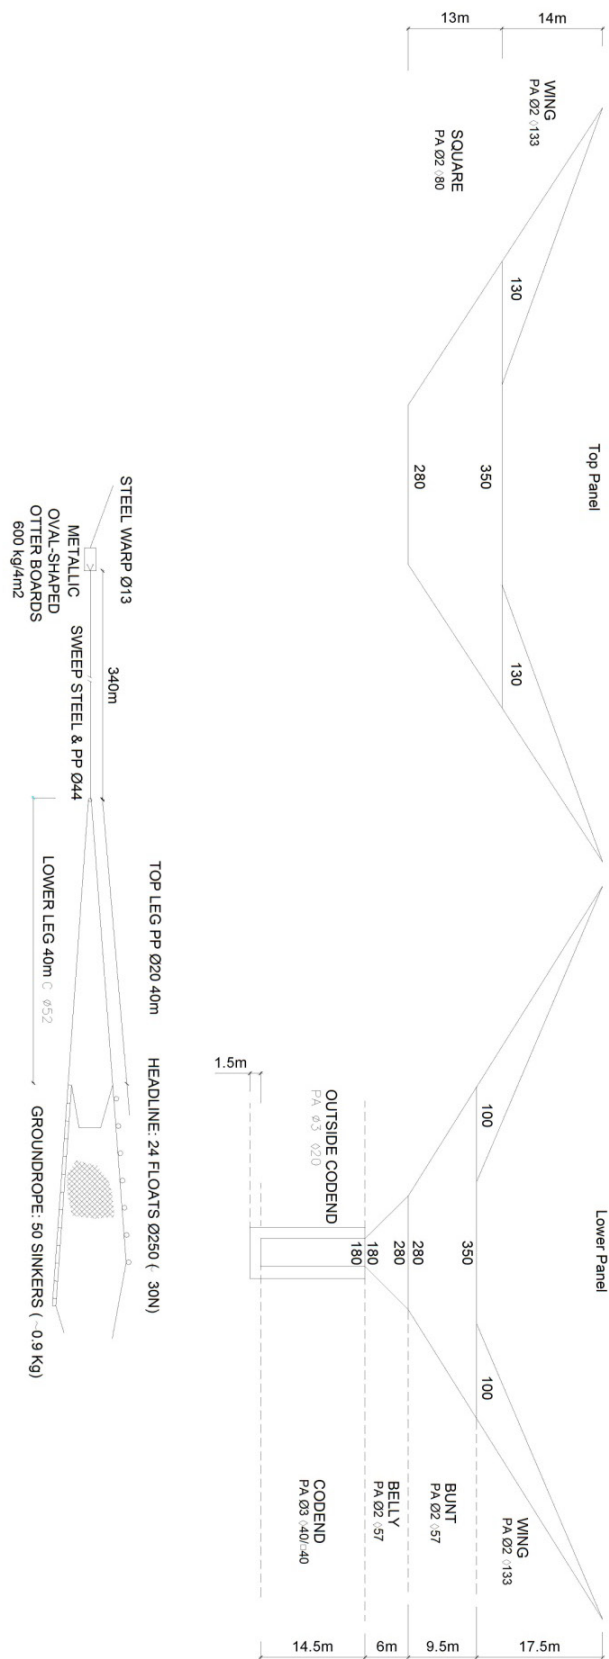 Top Panel
14m
13m
WING
PA Ø2 ◊133
SQUARE
PA Ø2 ◊80
130
350
130
280
Lower Panel
100
350
100
280
280
180
180
WING
PA Ø2 ◊133
BUNT
PA Ø2 ◊57
BELLY
PA Ø2 ◊57
CODEND
PA Ø3 ◊40/□40
OUTSIDE CODEND
PA Ø3 ◊20
17.5m
9.5m
6m
14.5m
1.5m
STEEL WARP Ø13
METALLIC
OVAL-SHAPED
OTTER BOARDS
600 kg/4m2
340m
SWEEP STEEL & PP Ø44
TOP LEG PP Ø20 40m
LOWER LEG 40m C Ø52
HEADLINE: 24 FLOATS Ø250 (~ 30N)
GROUNDROPE: 50 SINKERS (~0.9 Kg)